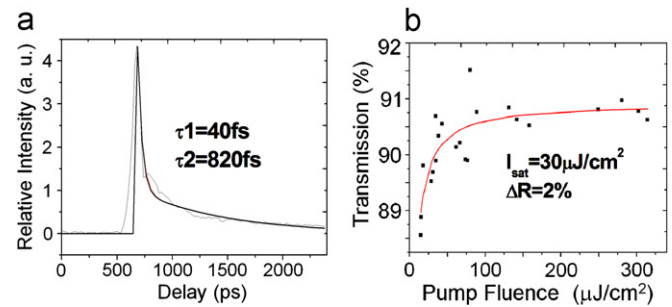 a
Relative Intensity (a. u.)
4
3
2
1
0
τ1=40fs
τ2=820fs
0 500 1000 1500 2000
Delay (ps)
b
Transmission (%)
92
91
90
89
I_sat=30μJ/cm²
ΔR=2%
0 100 200 300
Pump Fluence (μJ/cm²)